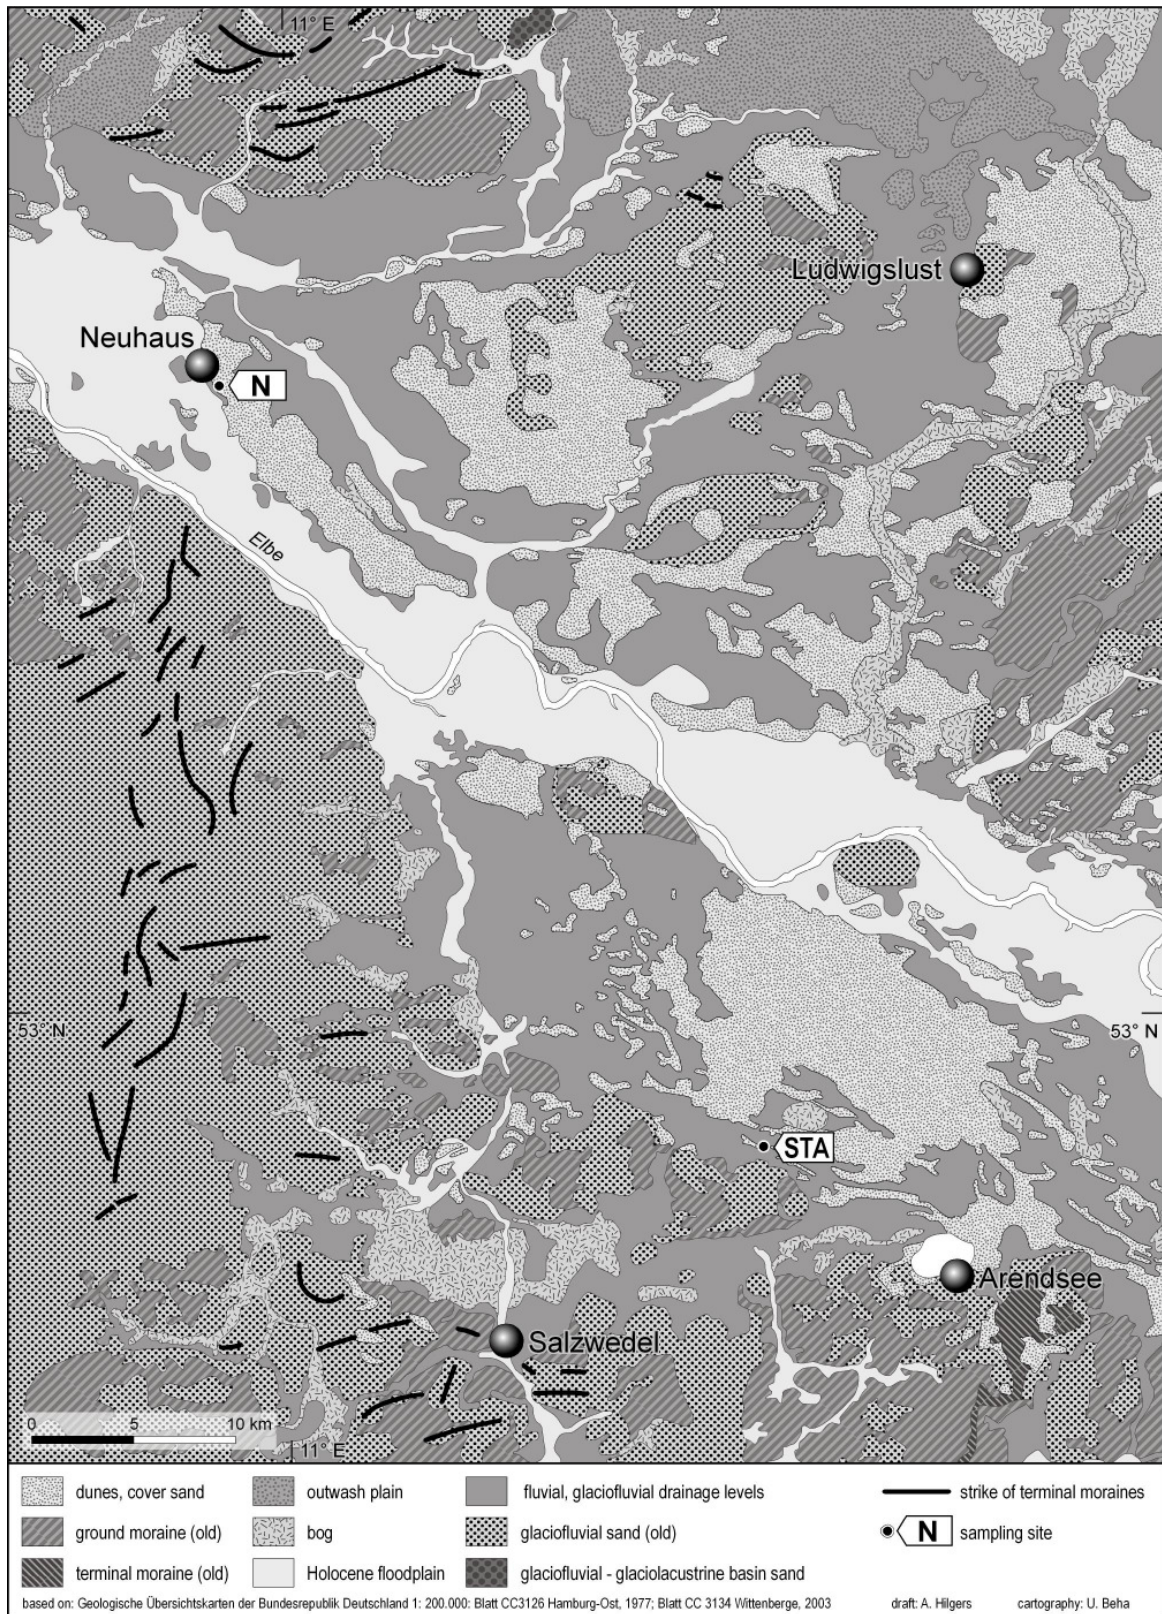 11° E
Ludwigslust
Neuhaus
N
Elbe
53° N
53° N
STA
Arendsee
Salzwedel
0 5 10 km
11° E
dunes, cover sand
outwash plain
fluvial, glaciofluvial drainage levels
strike of terminal moraines
ground moraine (old)
bog
glaciofluvial sand (old)
N
sampling site
terminal moraine (old)
Holocene floodplain
glaciofluvial - glaciolacustrine basin sand
based on: Geologische Übersichtskarten der Bundesrepublik Deutschland 1: 200.000: Blatt CC3126 Hamburg-Ost, 1977; Blatt CC 3134 Wittenberge, 2003
draft: A. Hilgers
cartography: U. Beha